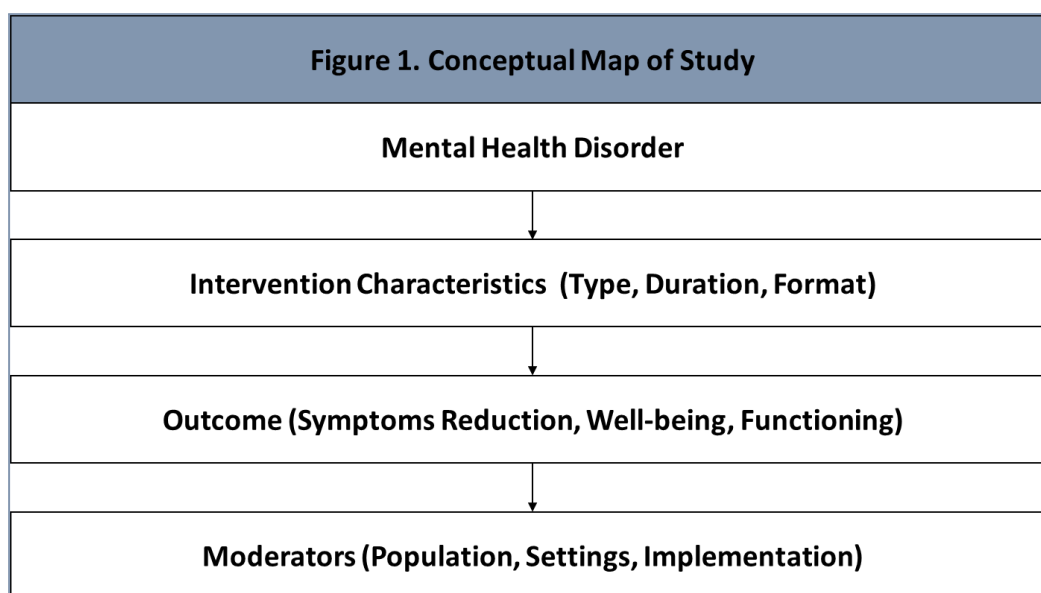 Figure 1. Conceptual Map of Study
Mental Health Disorder
Intervention Characteristics (Type, Duration, Format)
Outcome (Symptoms Reduction, Well-being, Functioning)
Moderators (Population, Settings, Implementation)